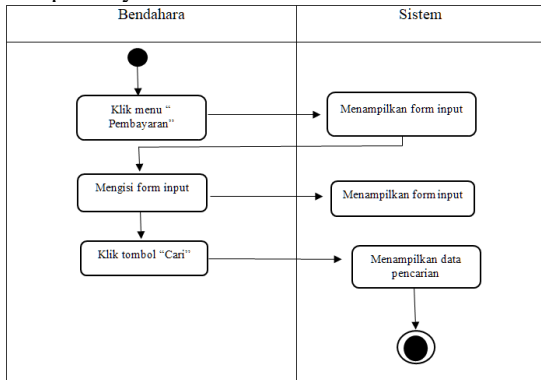 Bendahara
Sistem
Klik menu “
Pembayaran”
Menampilkan form input
Mengisi form input
Menampilkan form input
Klik tombol “Cari”
Menampilkan data
pencarian